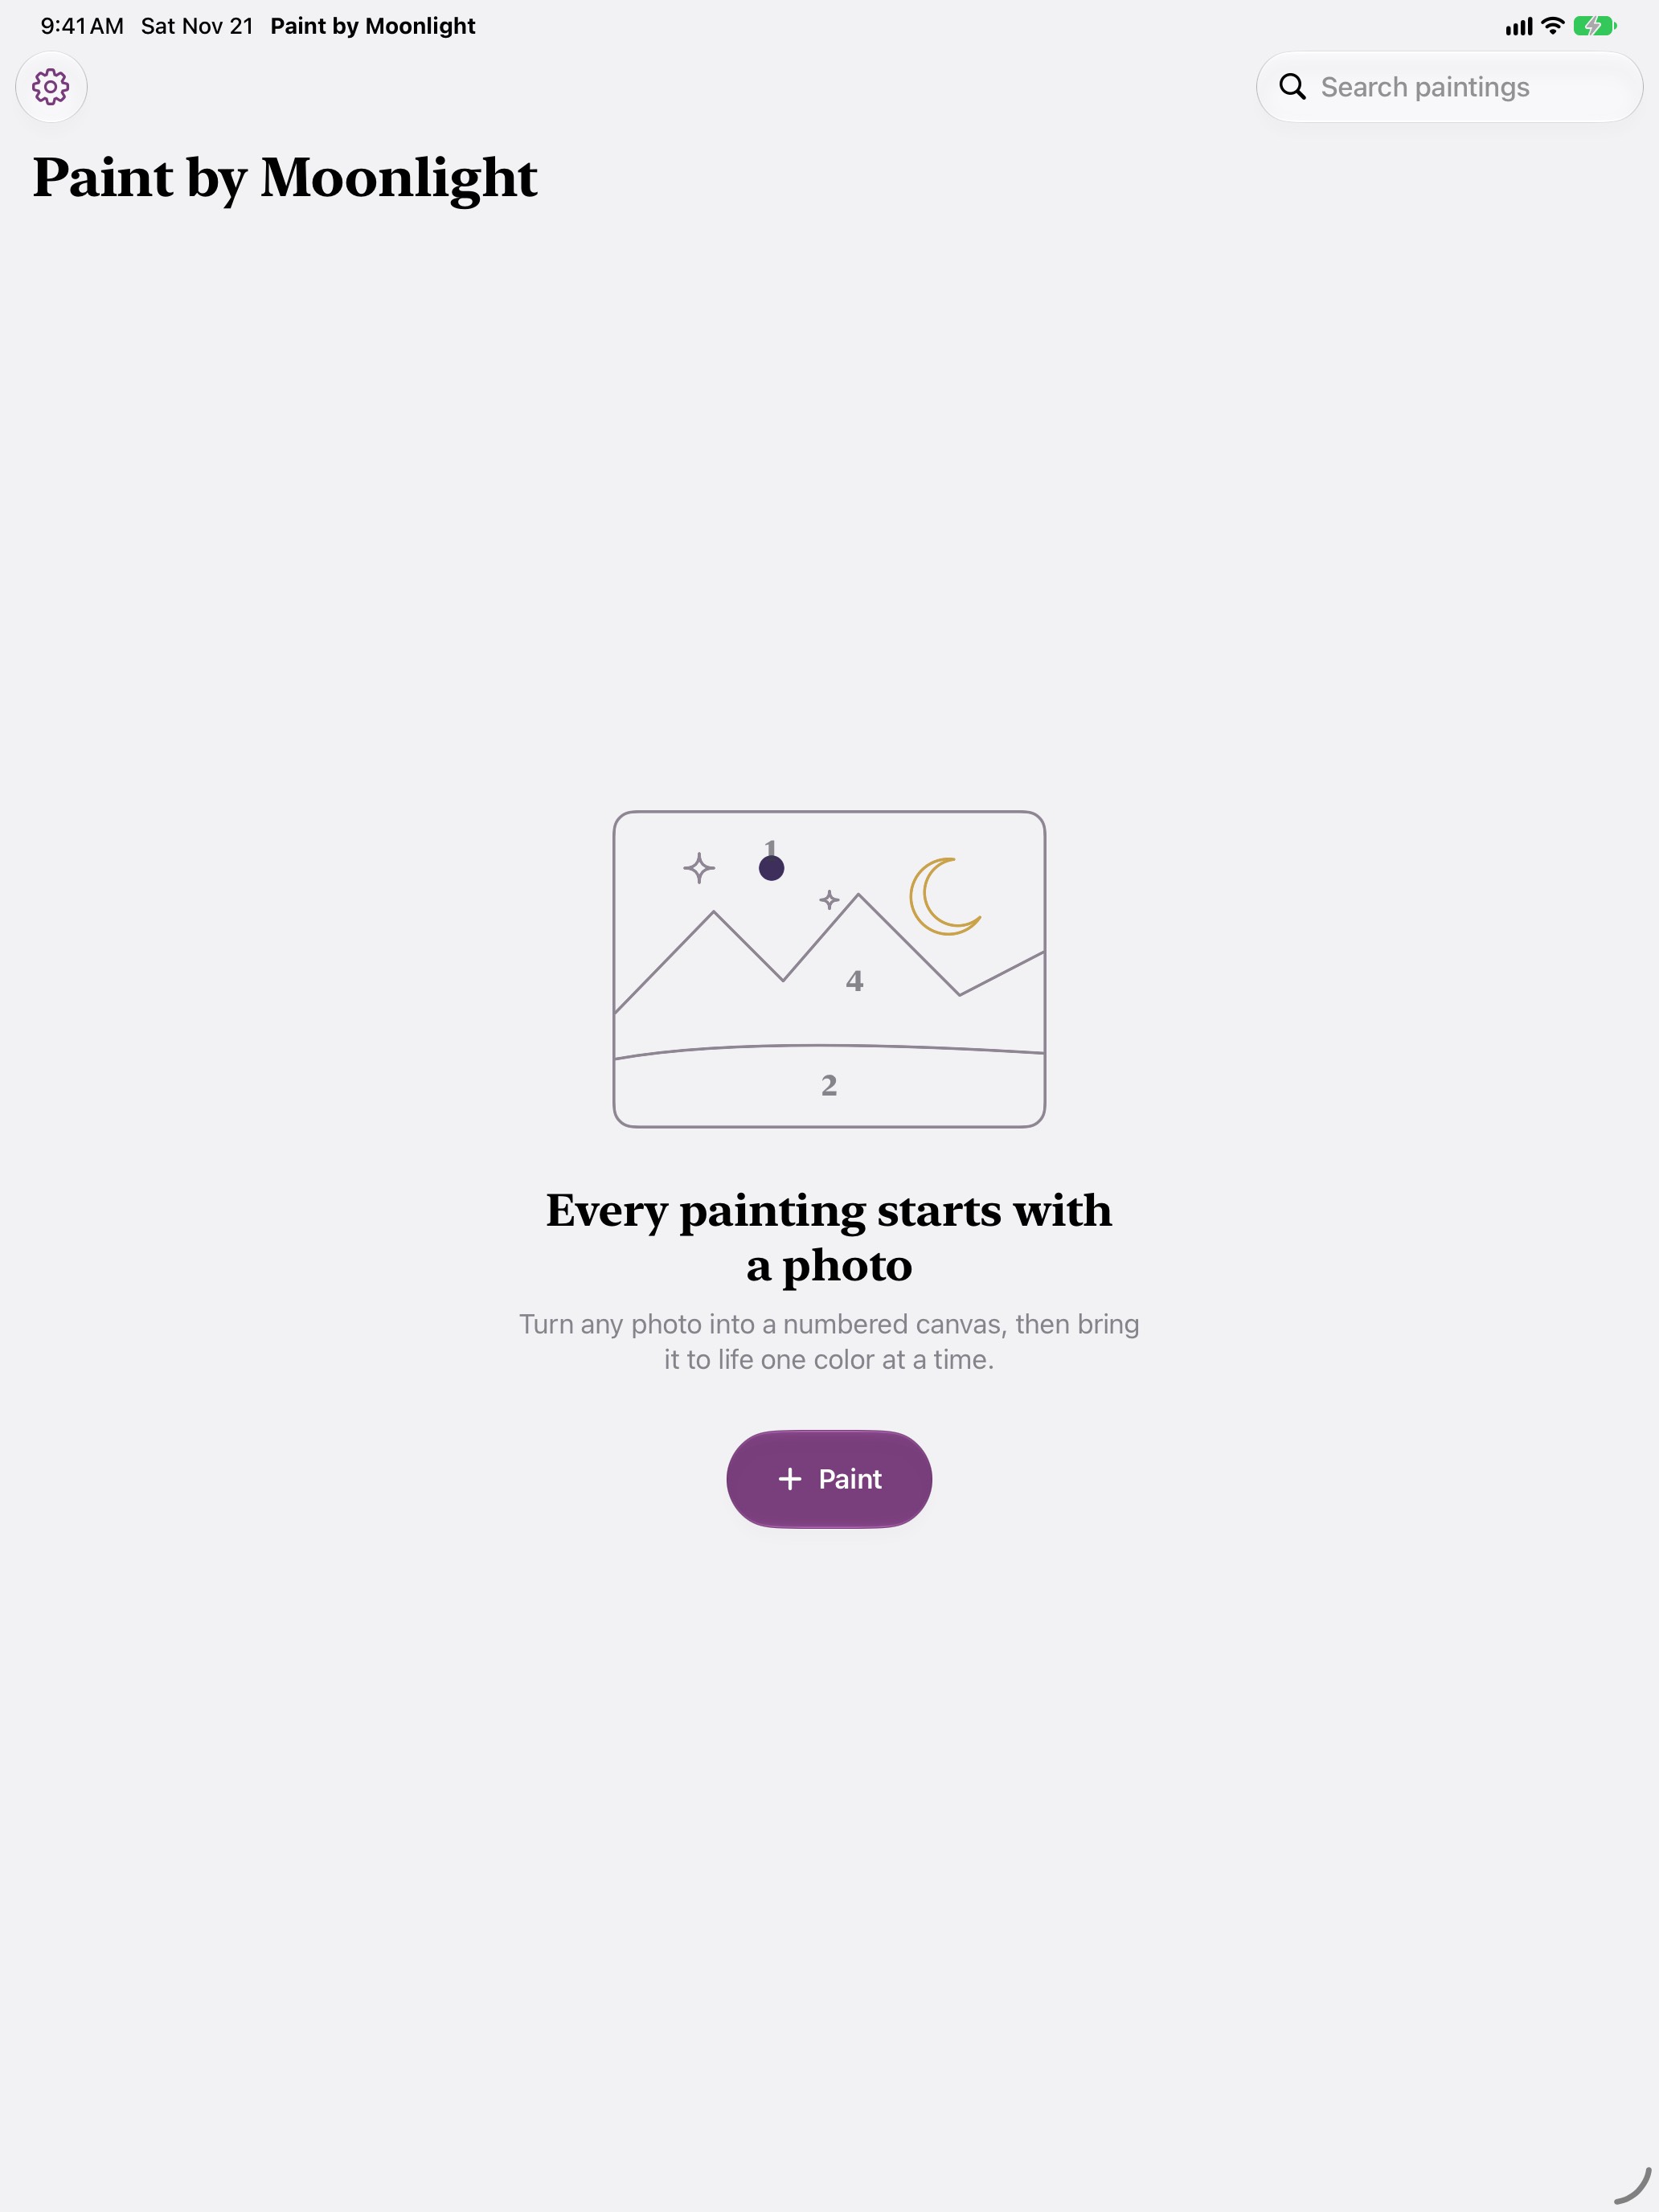 9:41 AM Sat Nov 21 Paint by Moonlight
Search paintings
Paint by Moonlight
1
4
2
Every painting starts with
a photo
Turn any photo into a numbered canvas, then bring
it to life one color at a time.
+ Paint